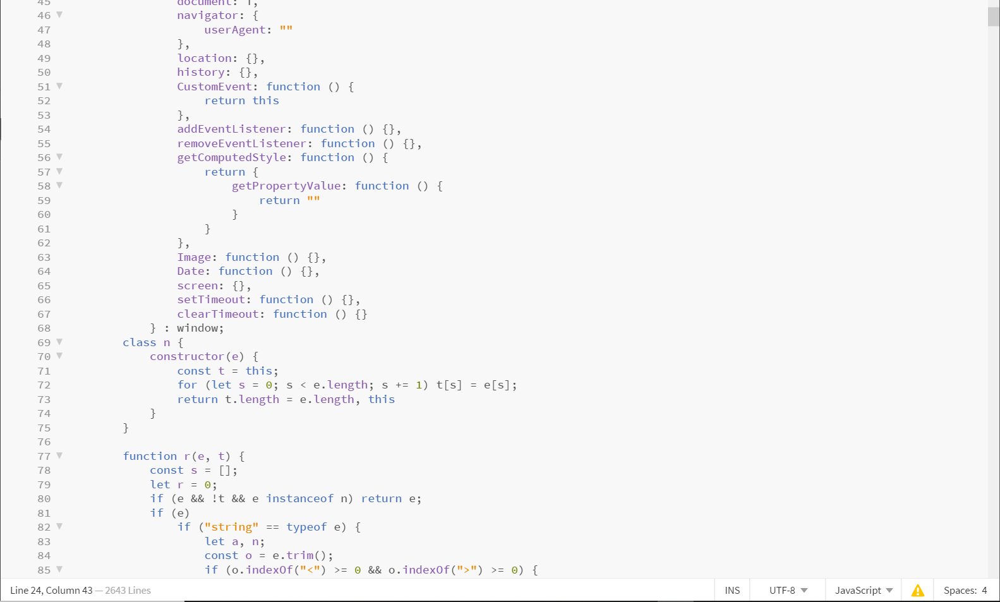 45 document: i,
46 navigator: {
47 userAgent: ""
48 },
49 location: {},
50 history: {},
51 CustomEvent: function () {
52 return this
53 },
54 addEventListener: function () {},
55 removeEventListener: function () {},
56 getComputedStyle: function () {
57 return {
58 getPropertyValue: function () {
59 return ""
60 }
61 }
62 },
63 Image: function () {},
64 Date: function () {},
65 screen: {},
66 setTimeout: function () {},
67 clearTimeout: function () {}
68 } : window;
69 class n {
70 constructor(e) {
71 const t = this;
72 for (let s = 0; s < e.length; s += 1) t[s] = e[s];
73 return t.length = e.length, this
74 }
75 }
76
77 function r(e, t) {
78 const s = [];
79 let r = 0;
80 if (e && !t && e instanceof n) return e;
81 if (e)
82 if ("string" == typeof e) {
83 let a, n;
84 const o = e.trim();
85 if (o.indexOf("<") >= 0 && o.indexOf(">") >= 0) {
Line 24, Column 43 — 2643 Lines INS UTF-8 JavaScript Spaces: 4